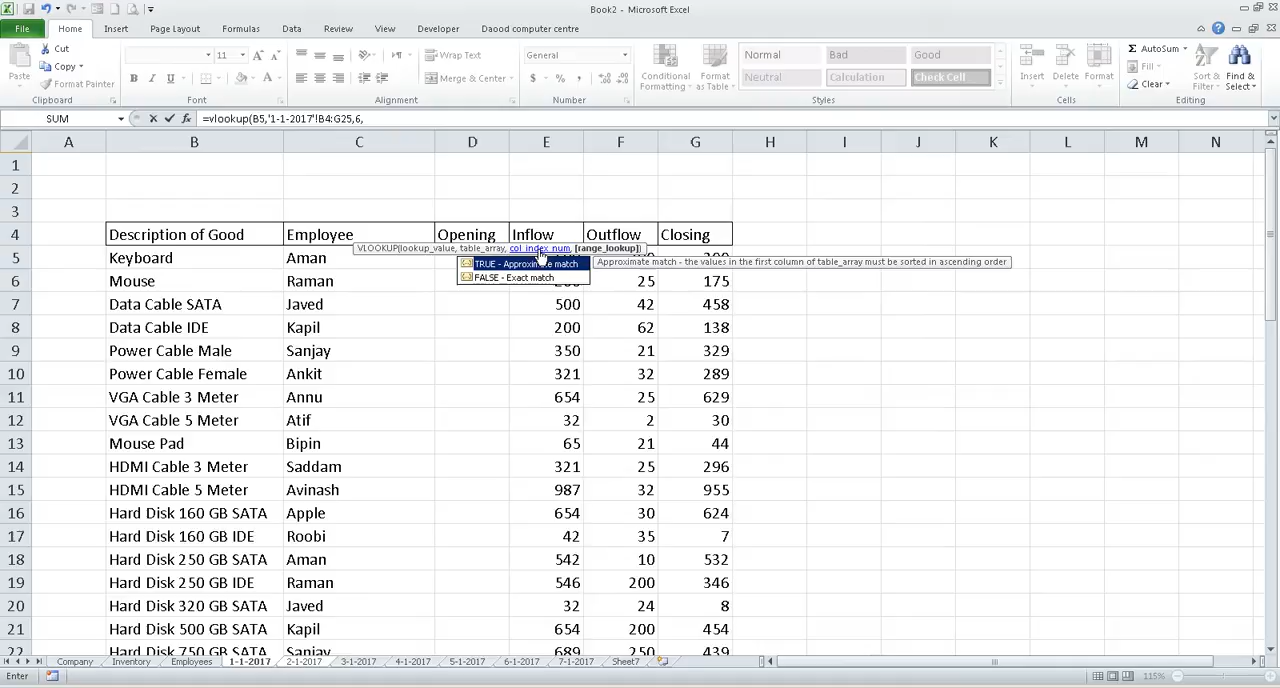 Book2 - Microsoft Excel
File Home Insert Page Layout Formulas Data Review View Developer Daood computer centre
Paste Cut Copy Format Painter Clipboard
11 A A B I U A Font
Wrap Text Merge & Center Alignment
General $ % , Number
Conditional Formatting Format as Table Normal Bad Good Neutral Calculation Check Cell Styles
Insert Delete Format Cells
Σ AutoSum Fill Clear Sort & Filter Find & Select Editing
SUM fx =vlookup(B5,'1-1-2017'!B4:G25,6,
A B C D E F G H I J K L M N
1
2
3
4 Description of Good Employee Opening Inflow Outflow Closing
VLOOKUP(lookup_value, table_array, col_index_num, [range_lookup])
5 Keyboard Aman
TRUE - Approximate match Approximate match - the values in the first column of table_array must be sorted in ascending order
FALSE - Exact match
6 Mouse Raman 25 175
7 Data Cable SATA Javed 500 42 458
8 Data Cable IDE Kapil 200 62 138
9 Power Cable Male Sanjay 350 21 329
10 Power Cable Female Ankit 321 32 289
11 VGA Cable 3 Meter Annu 654 25 629
12 VGA Cable 5 Meter Atif 32 2 30
13 Mouse Pad Bipin 65 21 44
14 HDMI Cable 3 Meter Saddam 321 25 296
15 HDMI Cable 5 Meter Avinash 987 32 955
16 Hard Disk 160 GB SATA Apple 654 30 624
17 Hard Disk 160 GB IDE Roobi 42 35 7
18 Hard Disk 250 GB SATA Aman 542 10 532
19 Hard Disk 250 GB IDE Raman 546 200 346
20 Hard Disk 320 GB SATA Javed 32 24 8
21 Hard Disk 500 GB SATA Kapil 654 200 454
22 Hard Disk 750 GB SATA Sanjay 689 250 439
Company Inventory Employees 1-1-2017 2-1-2017 3-1-2017 4-1-2017 5-1-2017 6-1-2017 7-1-2017 Sheet7
Enter 115%